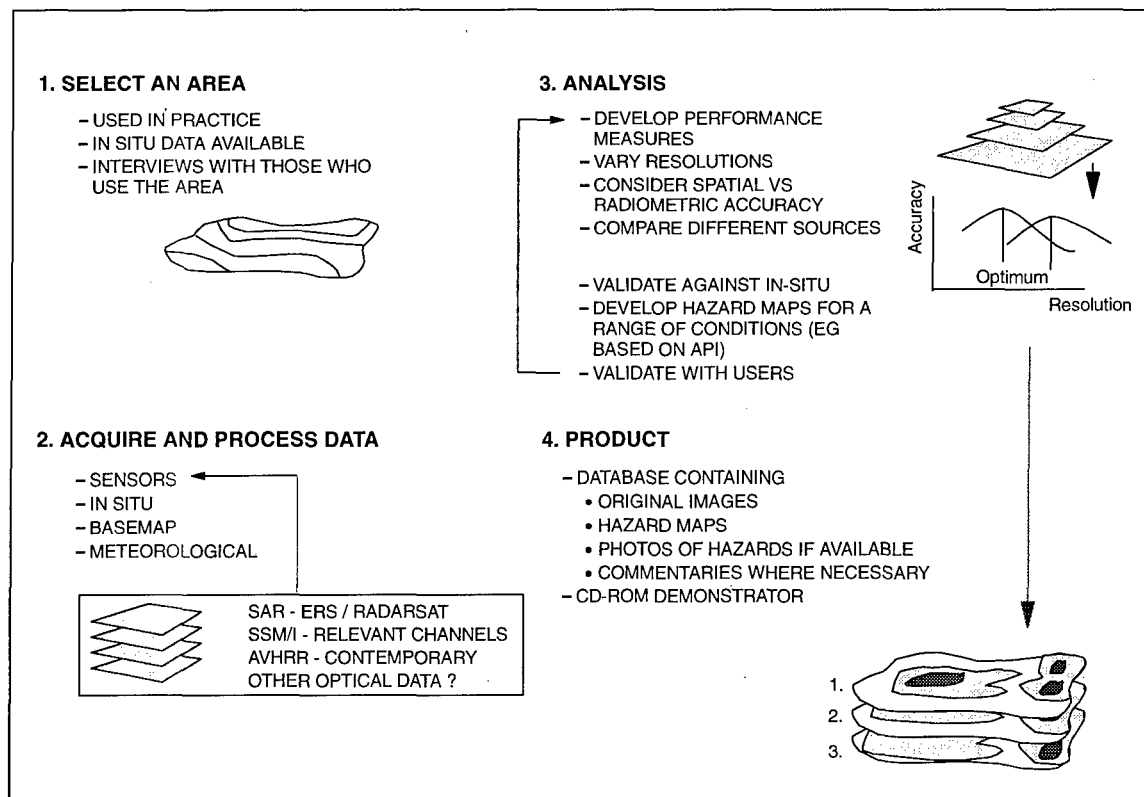 1. SELECT AN AREA
– USED IN PRACTICE
– IN SITU DATA AVAILABLE
– INTERVIEWS WITH THOSE WHO
USE THE AREA
2. ACQUIRE AND PROCESS DATA
– SENSORS
– IN SITU
– BASEMAP
– METEOROLOGICAL
SAR - ERS / RADARSAT
SSM/I - RELEVANT CHANNELS
AVHRR - CONTEMPORARY
OTHER OPTICAL DATA ?
3. ANALYSIS
– DEVELOP PERFORMANCE
MEASURES
– VARY RESOLUTIONS
– CONSIDER SPATIAL VS
RADIOMETRIC ACCURACY
– COMPARE DIFFERENT SOURCES
– VALIDATE AGAINST IN-SITU
– DEVELOP HAZARD MAPS FOR A
RANGE OF CONDITIONS (EG
BASED ON API)
– VALIDATE WITH USERS
Accuracy
Optimum
Resolution
4. PRODUCT
– DATABASE CONTAINING
• ORIGINAL IMAGES
• HAZARD MAPS
• PHOTOS OF HAZARDS IF AVAILABLE
• COMMENTARIES WHERE NECESSARY
– CD-ROM DEMONSTRATOR
1.
2.
3.